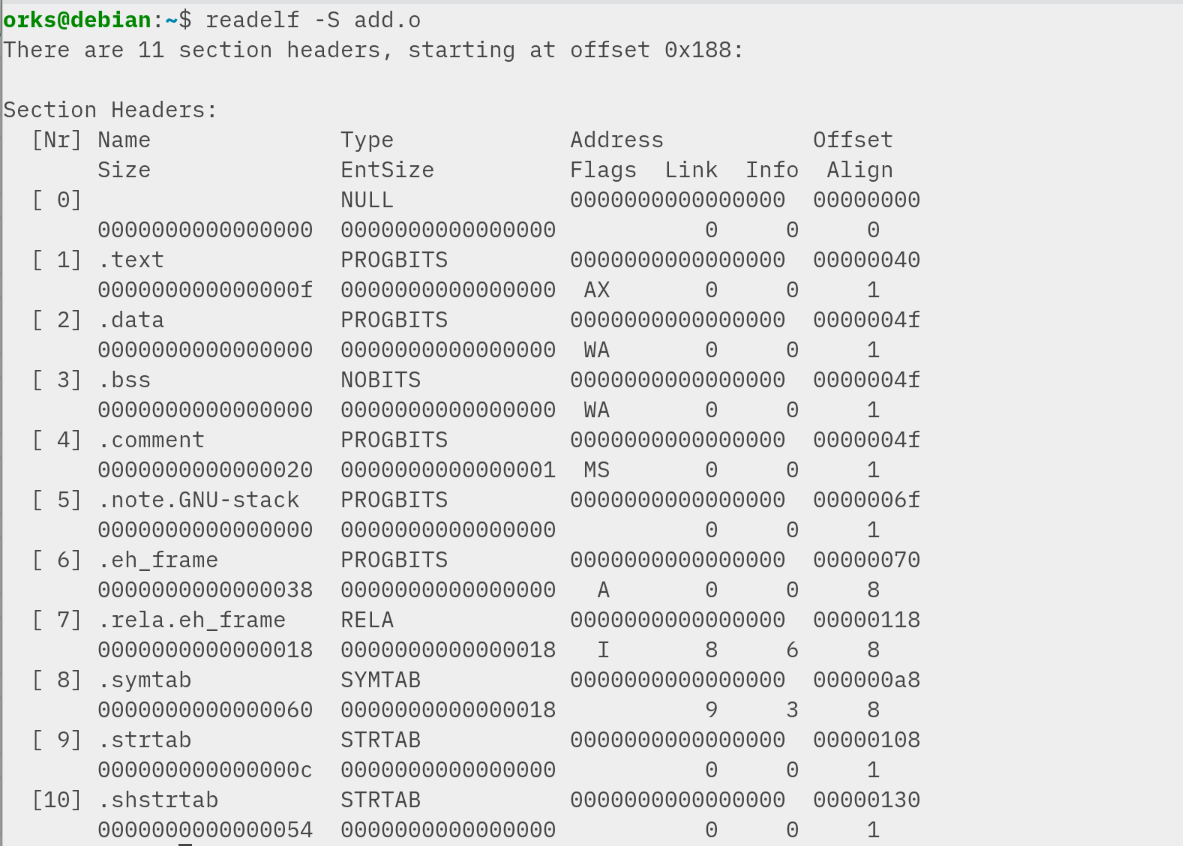 orks@debian:~$ readelf -S add.o
There are 11 section headers, starting at offset 0x188:

Section Headers:
  [Nr] Name              Type             Address           Offset
       Size              EntSize          Flags  Link  Info  Align
  [ 0]                   NULL             0000000000000000  00000000
       0000000000000000  0000000000000000           0     0     0
  [ 1] .text             PROGBITS         0000000000000000  00000040
       000000000000000f  0000000000000000  AX       0     0     1
  [ 2] .data             PROGBITS         0000000000000000  0000004f
       0000000000000000  0000000000000000  WA       0     0     1
  [ 3] .bss              NOBITS           0000000000000000  0000004f
       0000000000000000  0000000000000000  WA       0     0     1
  [ 4] .comment          PROGBITS         0000000000000000  0000004f
       0000000000000020  0000000000000001  MS       0     0     1
  [ 5] .note.GNU-stack   PROGBITS         0000000000000000  0000006f
       0000000000000000  0000000000000000           0     0     1
  [ 6] .eh_frame         PROGBITS         0000000000000000  00000070
       0000000000000038  0000000000000000   A       0     0     8
  [ 7] .rela.eh_frame    RELA             0000000000000000  00000118
       0000000000000018  0000000000000018   I       8     6     8
  [ 8] .symtab           SYMTAB           0000000000000000  000000a8
       0000000000000060  0000000000000018           9     3     8
  [ 9] .strtab           STRTAB           0000000000000000  00000108
       000000000000000c  0000000000000000           0     0     1
  [10] .shstrtab         STRTAB           0000000000000000  00000130
       0000000000000054  0000000000000000           0     0     1